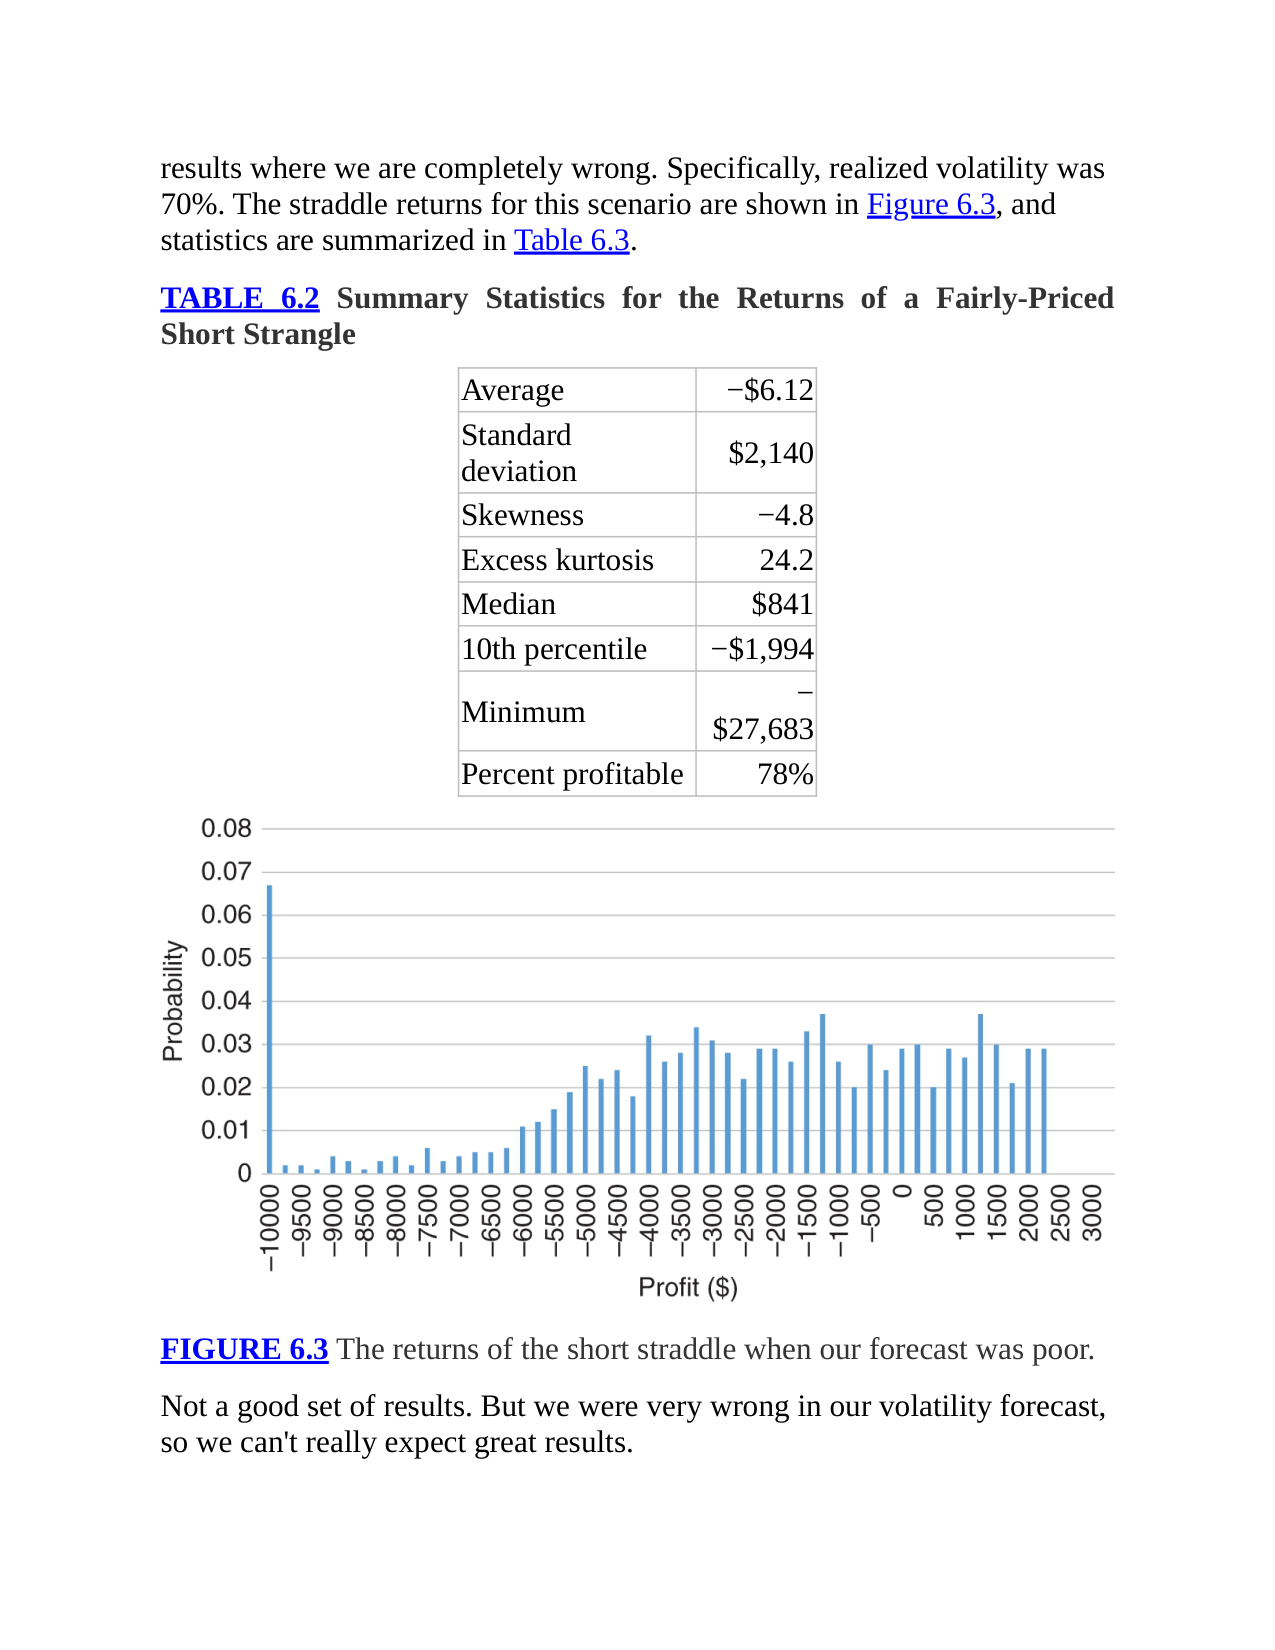 results where we are completely wrong. Specifically, realized volatility was
70%. The straddle returns for this scenario are shown in Figure 6.3, and
statistics are summarized in Table 6.3.
TABLE 6.2 Summary Statistics for the Returns of a Fairly-Priced
Short Strangle
Average −$6.12
Standard
deviation
$2,140
Skewness −4.8
Excess kurtosis 24.2
Median $841
10th percentile −$1,994
Minimum
−
$27,683
Percent profitable 78%
0.08
0.07
0.06
0.05
0.04
0.03
0.02
0.01
0
Probability
−10000
−9500
−9000
−8500
−8000
−7500
−7000
−6500
−6000
−5500
−5000
−4500
−4000
−3500
−3000
−2500
−2000
−1500
−1000
−500
0
500
1000
1500
2000
2500
3000
Profit ($)
FIGURE 6.3 The returns of the short straddle when our forecast was poor.
Not a good set of results. But we were very wrong in our volatility forecast,
so we can't really expect great results.